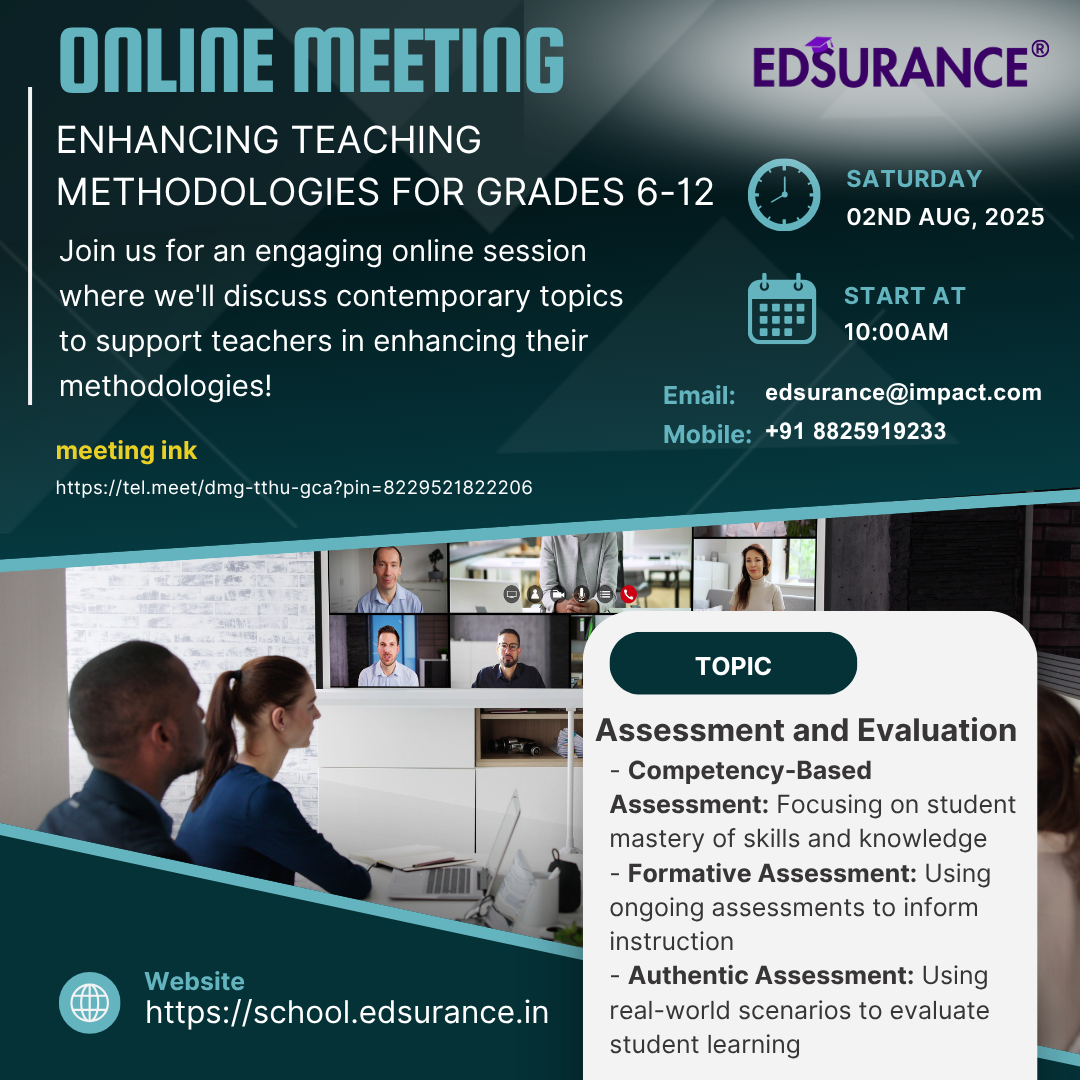 ONLINE MEETING
EDSURANCE®
ENHANCING TEACHING
METHODOLOGIES FOR GRADES 6-12
Join us for an engaging online session
where we'll discuss contemporary topics
to support teachers in enhancing their
methodologies!
SATURDAY
02ND AUG, 2025
START AT
10:00AM
Email: edsurance@impact.com
Mobile: +91 8825919233
meeting ink
https://tel.meet/dmg-tthu-gca?pin=8229521822206
TOPIC
Assessment and Evaluation
- Competency-Based
Assessment: Focusing on student
mastery of skills and knowledge
- Formative Assessment: Using
ongoing assessments to inform
instruction
- Authentic Assessment: Using
real-world scenarios to evaluate
student learning
Website
https://school.edsurance.in